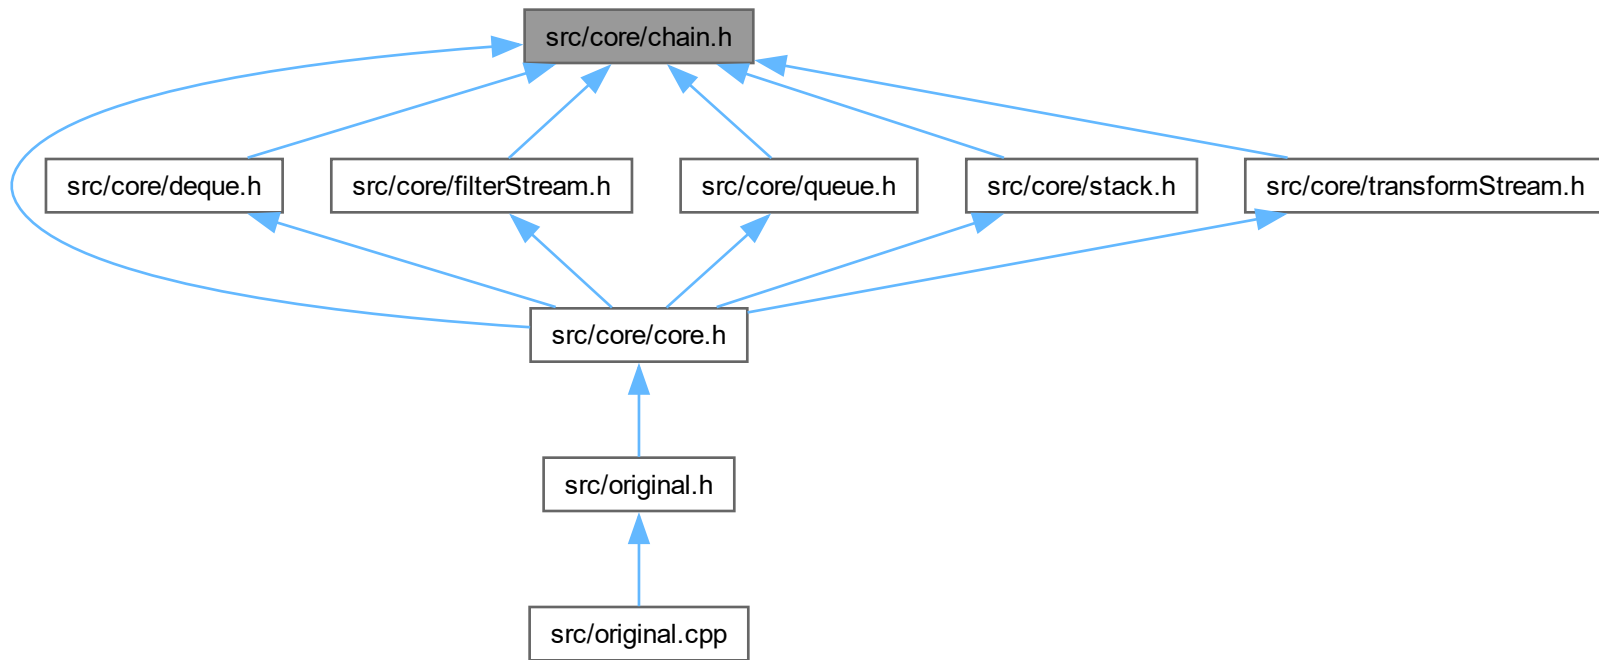 src/core/chain.h
src/core/deque.h
src/core/filterStream.h
src/core/queue.h
src/core/stack.h
src/core/transformStream.h
src/core/core.h
src/original.h
src/original.cpp